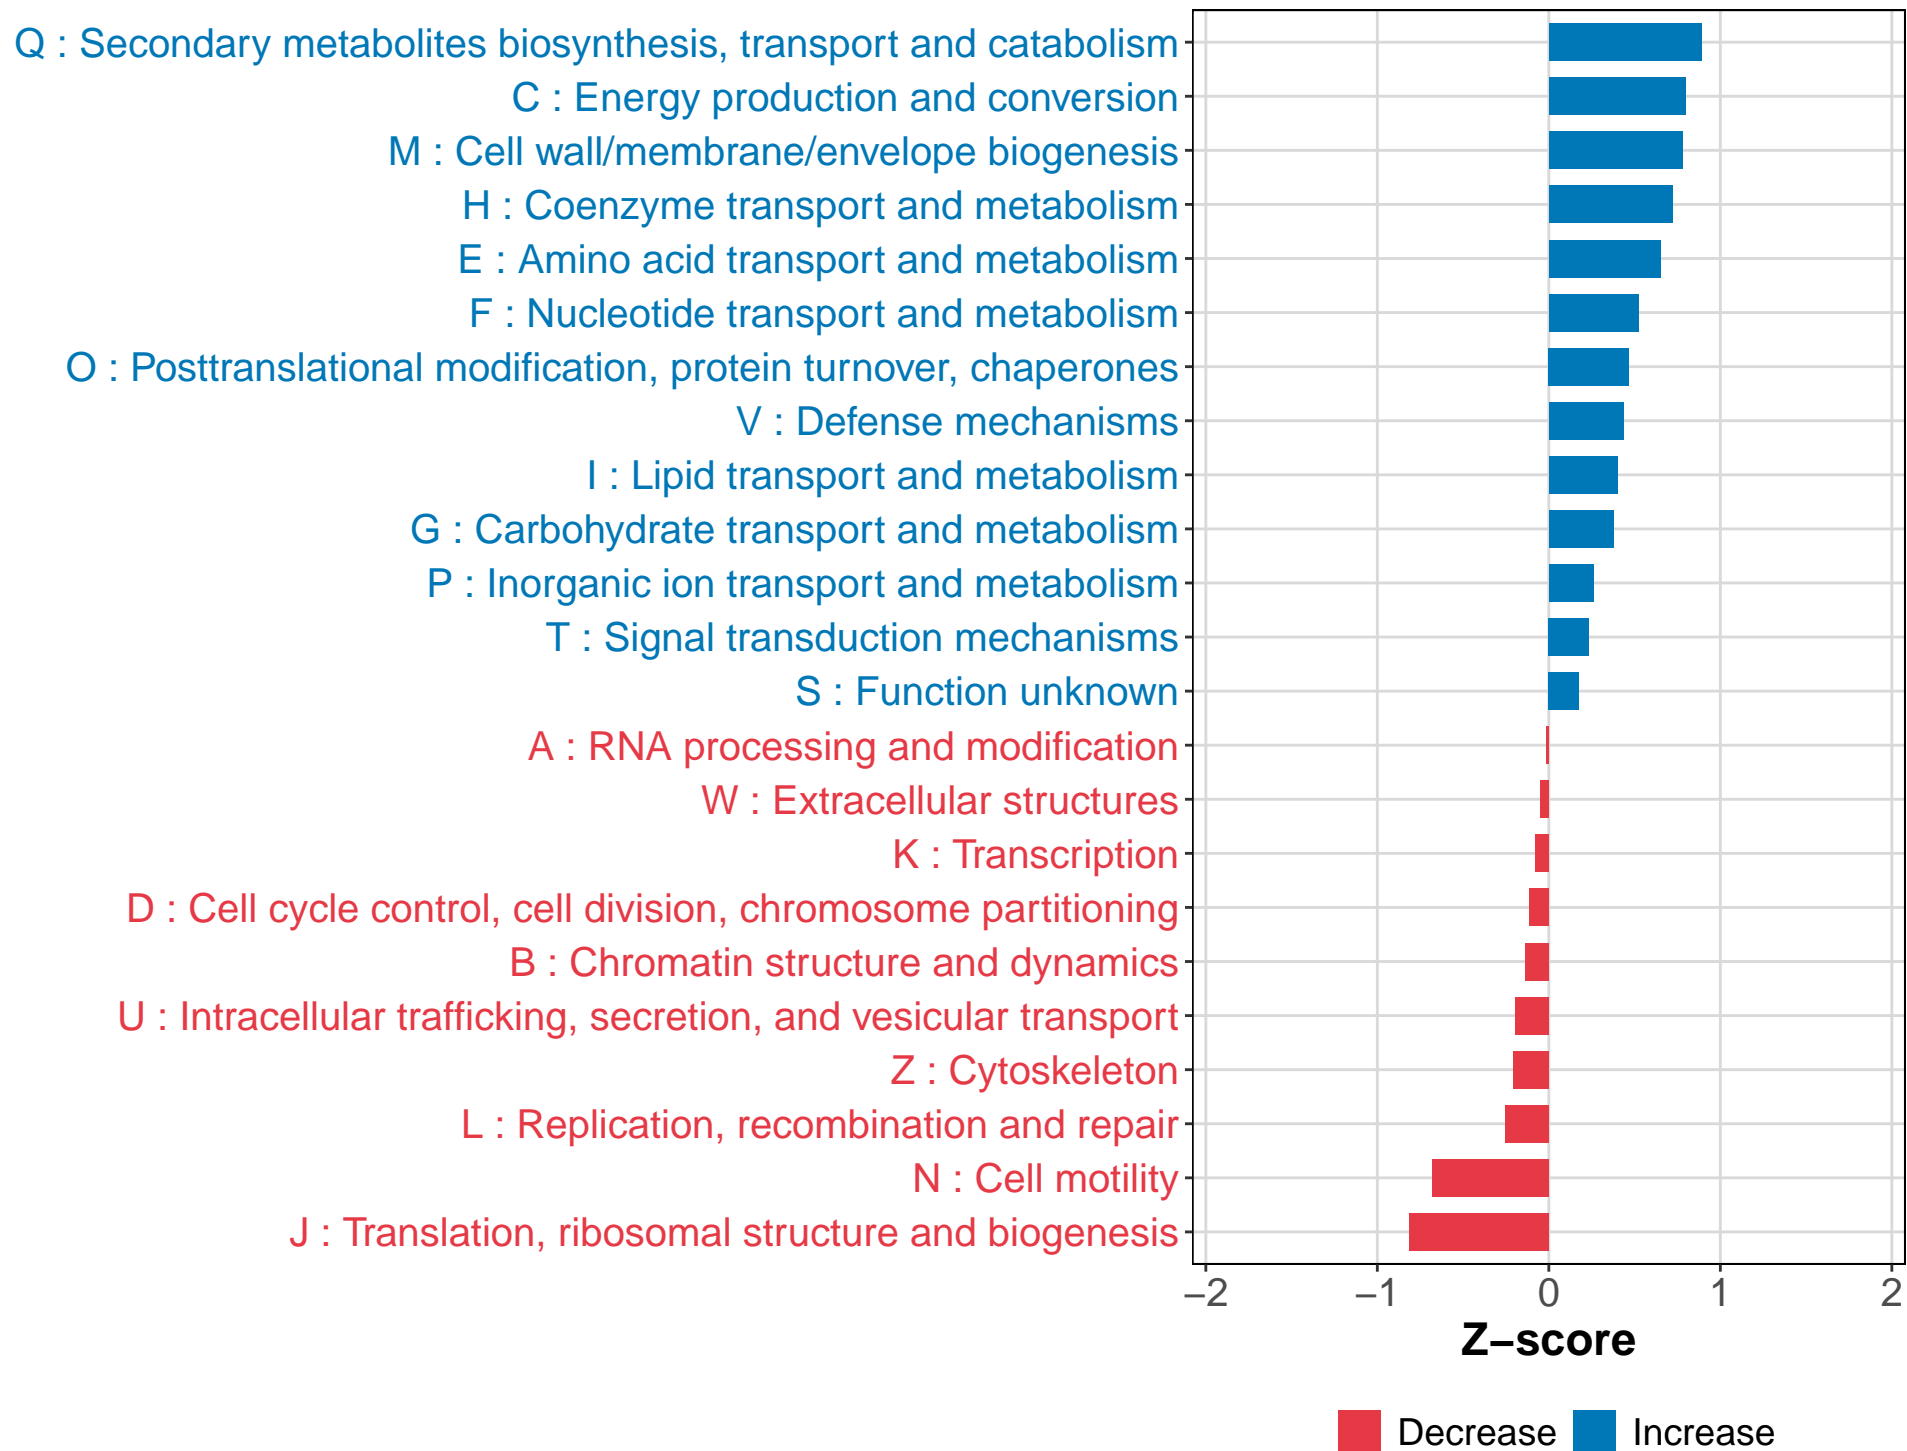 Q : Secondary metabolites biosynthesis, transport and catabolism
C : Energy production and conversion
M : Cell wall/membrane/envelope biogenesis
H : Coenzyme transport and metabolism
E : Amino acid transport and metabolism
F : Nucleotide transport and metabolism
O : Posttranslational modification, protein turnover, chaperones
V : Defense mechanisms
I : Lipid transport and metabolism
G : Carbohydrate transport and metabolism
P : Inorganic ion transport and metabolism
T : Signal transduction mechanisms
S : Function unknown
A : RNA processing and modification
W : Extracellular structures
K : Transcription
D : Cell cycle control, cell division, chromosome partitioning
B : Chromatin structure and dynamics
U : Intracellular trafficking, secretion, and vesicular transport
Z : Cytoskeleton
L : Replication, recombination and repair
N : Cell motility
J : Translation, ribosomal structure and biogenesis
−2 −1 0 1 2
Z−score
Decrease Increase